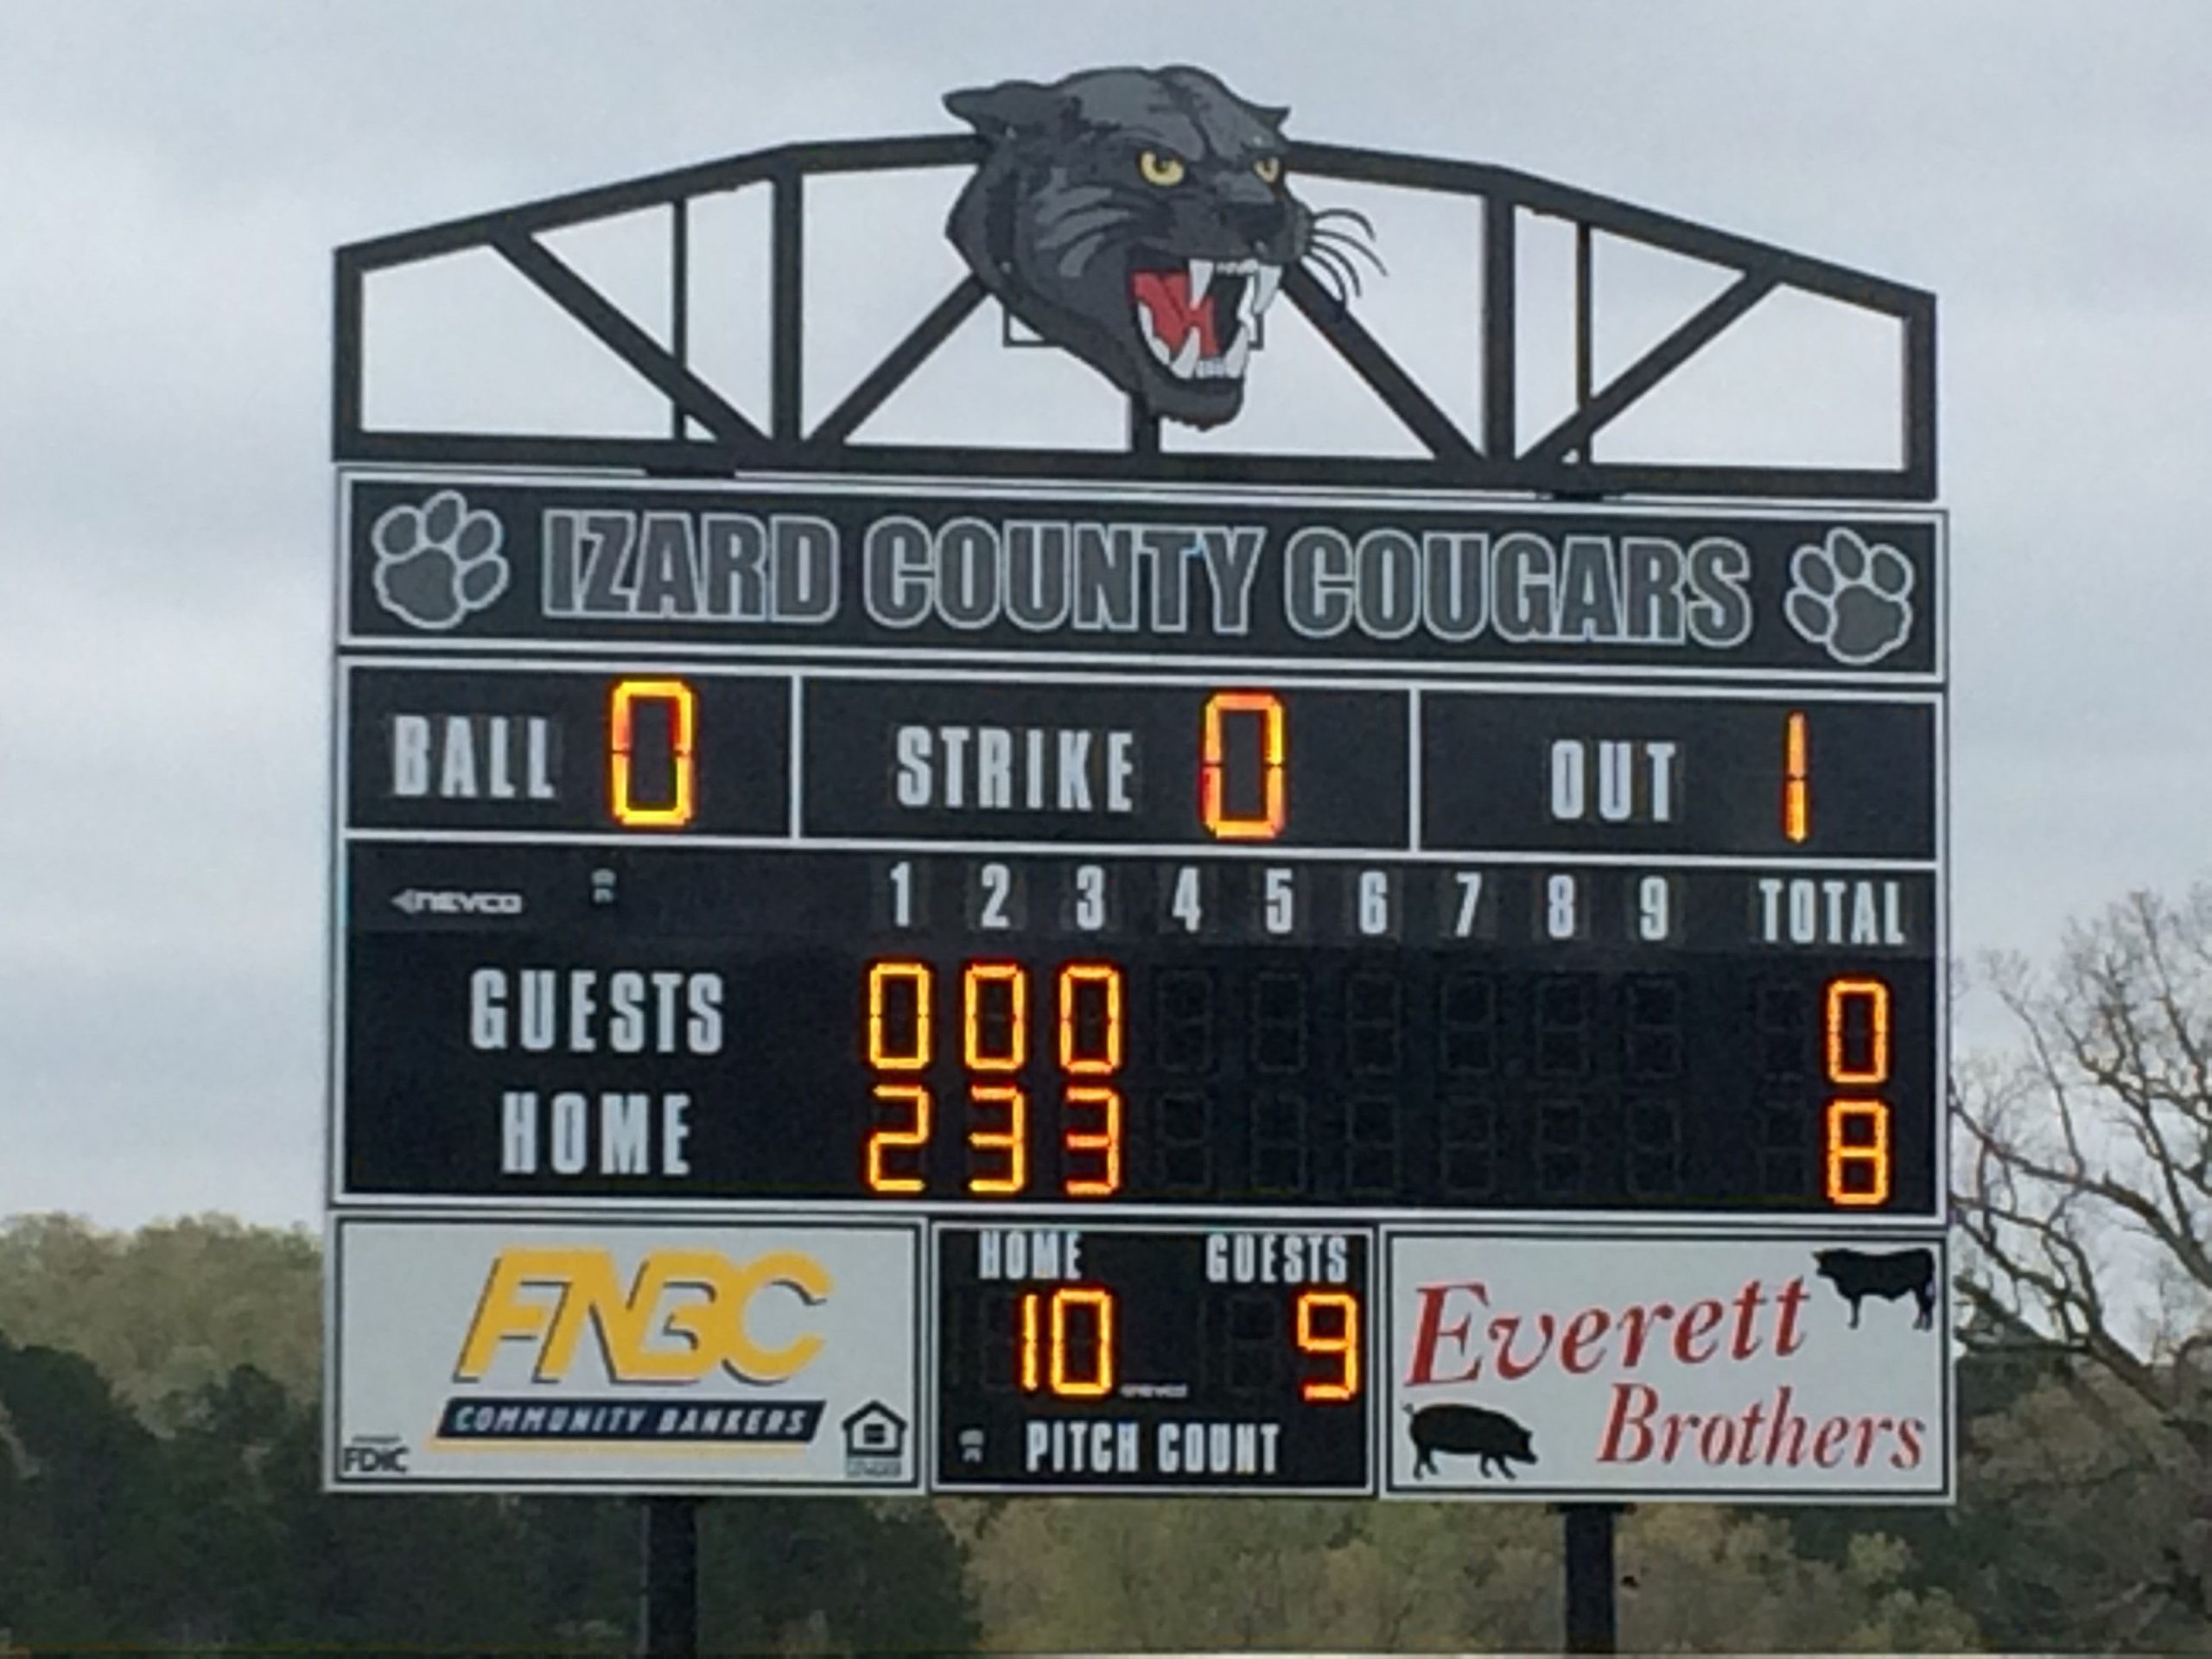 IZARD COUNTY COUGARS
BALL 0 STRIKE 0 OUT 1
NEVCO 1 2 3 4 5 6 7 8 9 TOTAL
GUESTS 0 0 0 0
HOME 2 3 3 8
FNBC
COMMUNITY BANKERS
FDIC
HOME GUESTS
10 9
NEVCO
PITCH COUNT
Everett
Brothers